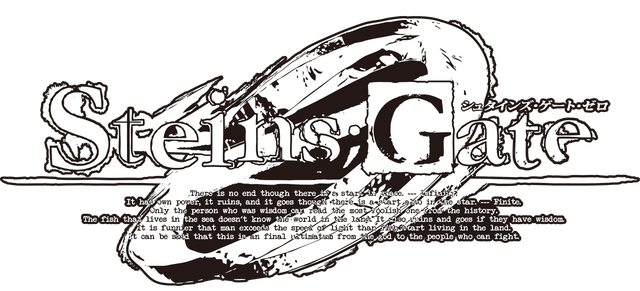 Steins;Gate
シュタインズ・ゲート・ゼロ
There is no end though there is a start in space. --- Infinity.
It has own power, it ruins, and it goes though there is a start also in the star. --- Finite.
Only the person who was wisdom can read the most foolish one from the history.
The fish that lives in the sea doesn't know the world in the land. It also ruins and goes if they have wisdom.
It is funnier that man exceeds the speed of light than fish start living in the land.
It can be said that this is an final ultimatum from the god to the people who can fight.